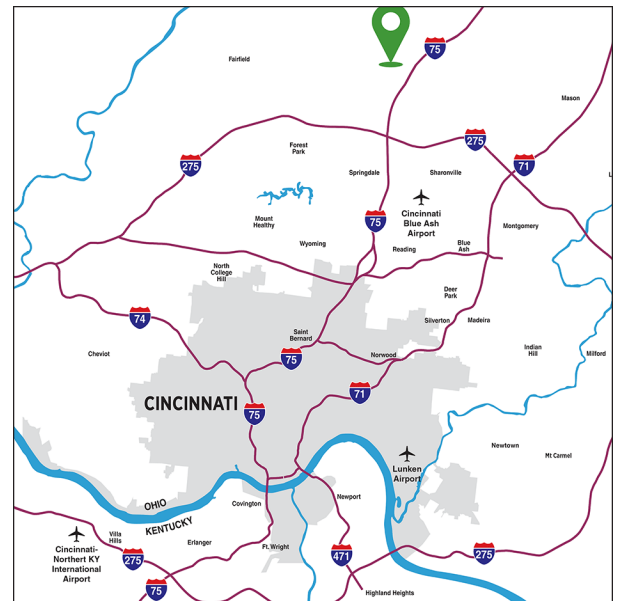 75
Fairfield
Mason
275
71
Forest
Park
275
Springdale
Sharonville
Cincinnati
Blue Ash
Airport
75
Mount
Healthy
Montgomery
Wyoming
Reading
Blue
Ash
North
College
Hill
Deer
Park
74
Silverton
Madeira
Saint
Bernard
75
Norwood
Indian
Hill
Milford
Cheviot
71
CINCINNATI
75
Newtown
Mt Carmel
Lunken
Airport
OHIO
KENTUCKY
Covington
Newport
Villa
Hills
Erlanger
Ft. Wright
Cincinnati-
Northert KY
International
Airport
275
471
275
75
Highland Heights
L